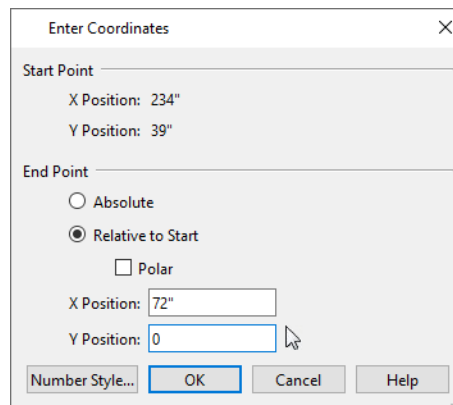 Enter Coordinates
Start Point
X Position: 234"
Y Position: 39"
End Point
Absolute
Relative to Start
Polar
X Position: 72"
Y Position: 0
Number Style... OK Cancel Help